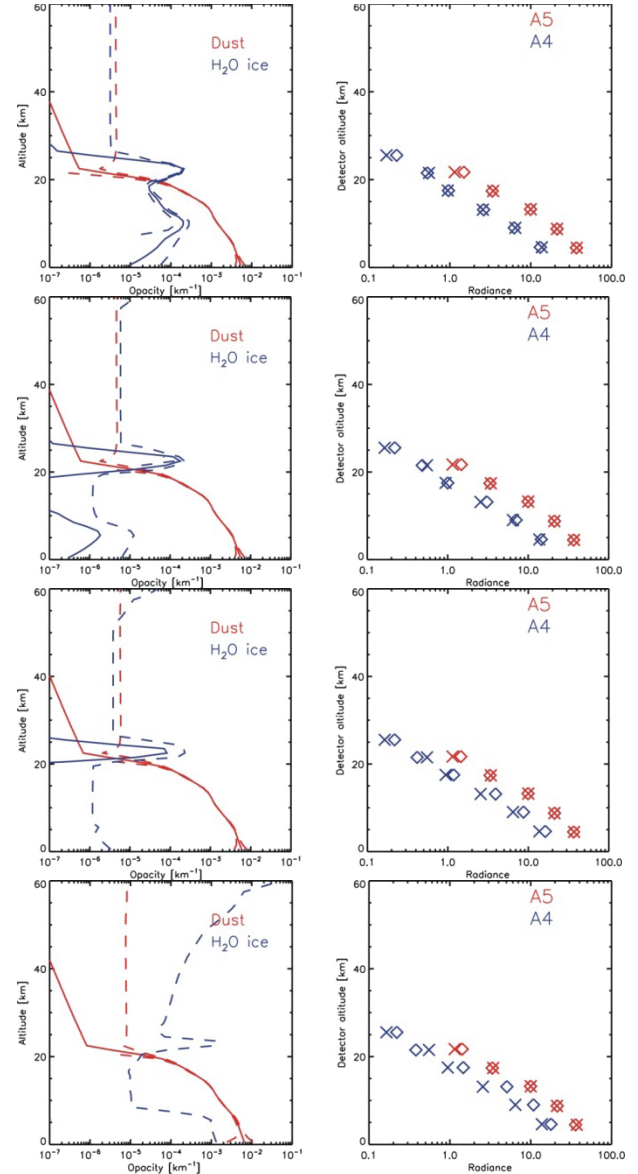 60
40
20
0
Altitude [km]
Dust
H₂O ice
10⁻⁷ 10⁻⁶ 10⁻⁵ 10⁻⁴ 10⁻³ 10⁻² 10⁻¹
Opacity [km⁻¹]
60
40
20
0
Detector altitude [km]
A5
A4
0.1 1.0 10.0 100.0
Radiance
60
40
20
0
Altitude [km]
Dust
H₂O ice
10⁻⁷ 10⁻⁶ 10⁻⁵ 10⁻⁴ 10⁻³ 10⁻² 10⁻¹
Opacity [km⁻¹]
60
40
20
0
Detector altitude [km]
A5
A4
0.1 1.0 10.0 100.0
Radiance
60
40
20
0
Altitude [km]
Dust
H₂O ice
10⁻⁷ 10⁻⁶ 10⁻⁵ 10⁻⁴ 10⁻³ 10⁻² 10⁻¹
Opacity [km⁻¹]
60
40
20
0
Detector altitude [km]
A5
A4
0.1 1.0 10.0 100.0
Radiance
60
40
20
0
Altitude [km]
Dust
H₂O ice
10⁻⁷ 10⁻⁶ 10⁻⁵ 10⁻⁴ 10⁻³ 10⁻² 10⁻¹
Opacity [km⁻¹]
60
40
20
0
Detector altitude [km]
A5
A4
0.1 1.0 10.0 100.0
Radiance